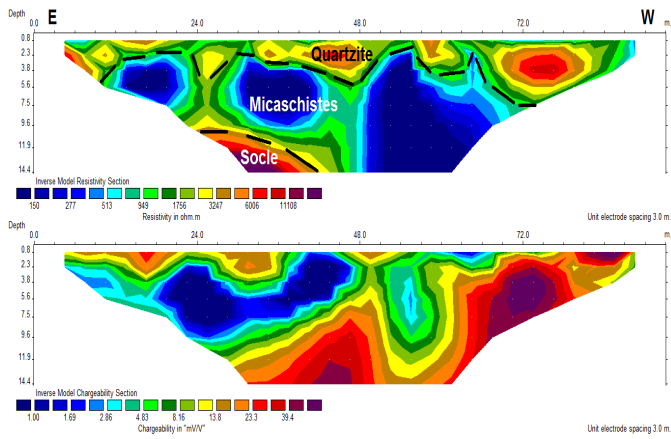 Depth E W
0.0 24.0 48.0 72.0 m.
0.8
2.3
3.6
5.6
7.5
9.6
11.9
14.4
Quartzite
Micaschistes
Socle
Inverse Model Resistivity Section
150 277 513 949 1756 3247 6006 11108
Resistivity in ohm.m Unit electrode spacing 3.0 m.
Depth
0.0 24.0 48.0 72.0 m.
0.8
2.3
3.6
5.6
7.5
9.6
11.9
14.4
Inverse Model Chargeability Section
1.00 1.69 2.86 4.83 8.16 13.8 23.3 39.4
Chargeability in "mV/V" Unit electrode spacing 3.0 m.